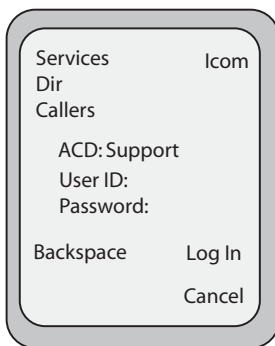 Services Icom
Dir
Callers
ACD: Support
User ID:
Password:
Backspace Log In
Cancel